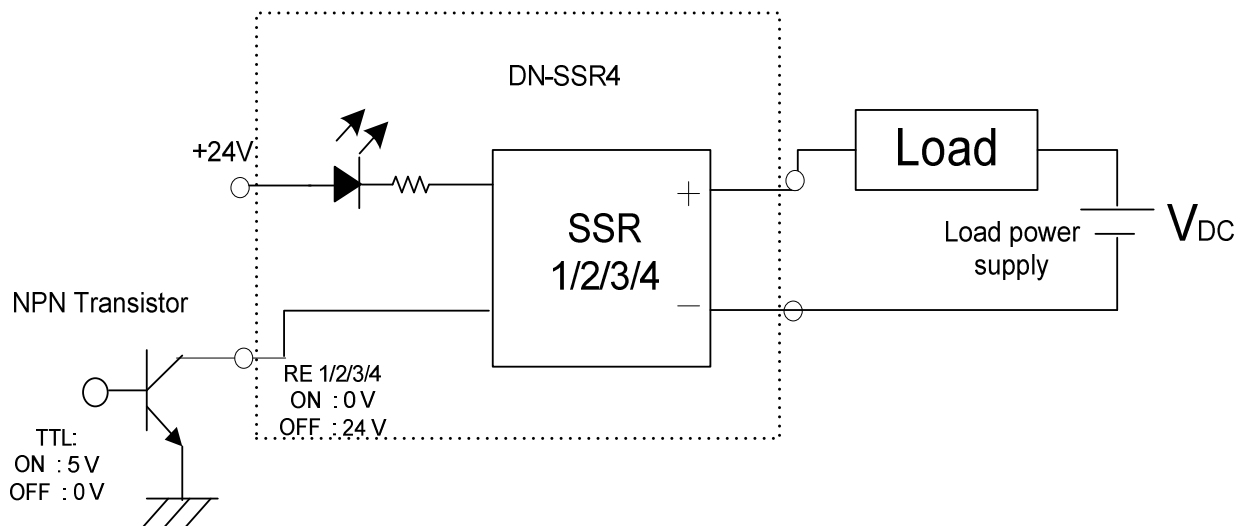 DN-SSR4
+24V
SSR
1/2/3/4
+
−
Load
Load power
supply
VDC
NPN Transistor
RE 1/2/3/4
ON : 0 V
OFF : 24 V
TTL:
ON : 5 V
OFF : 0 V